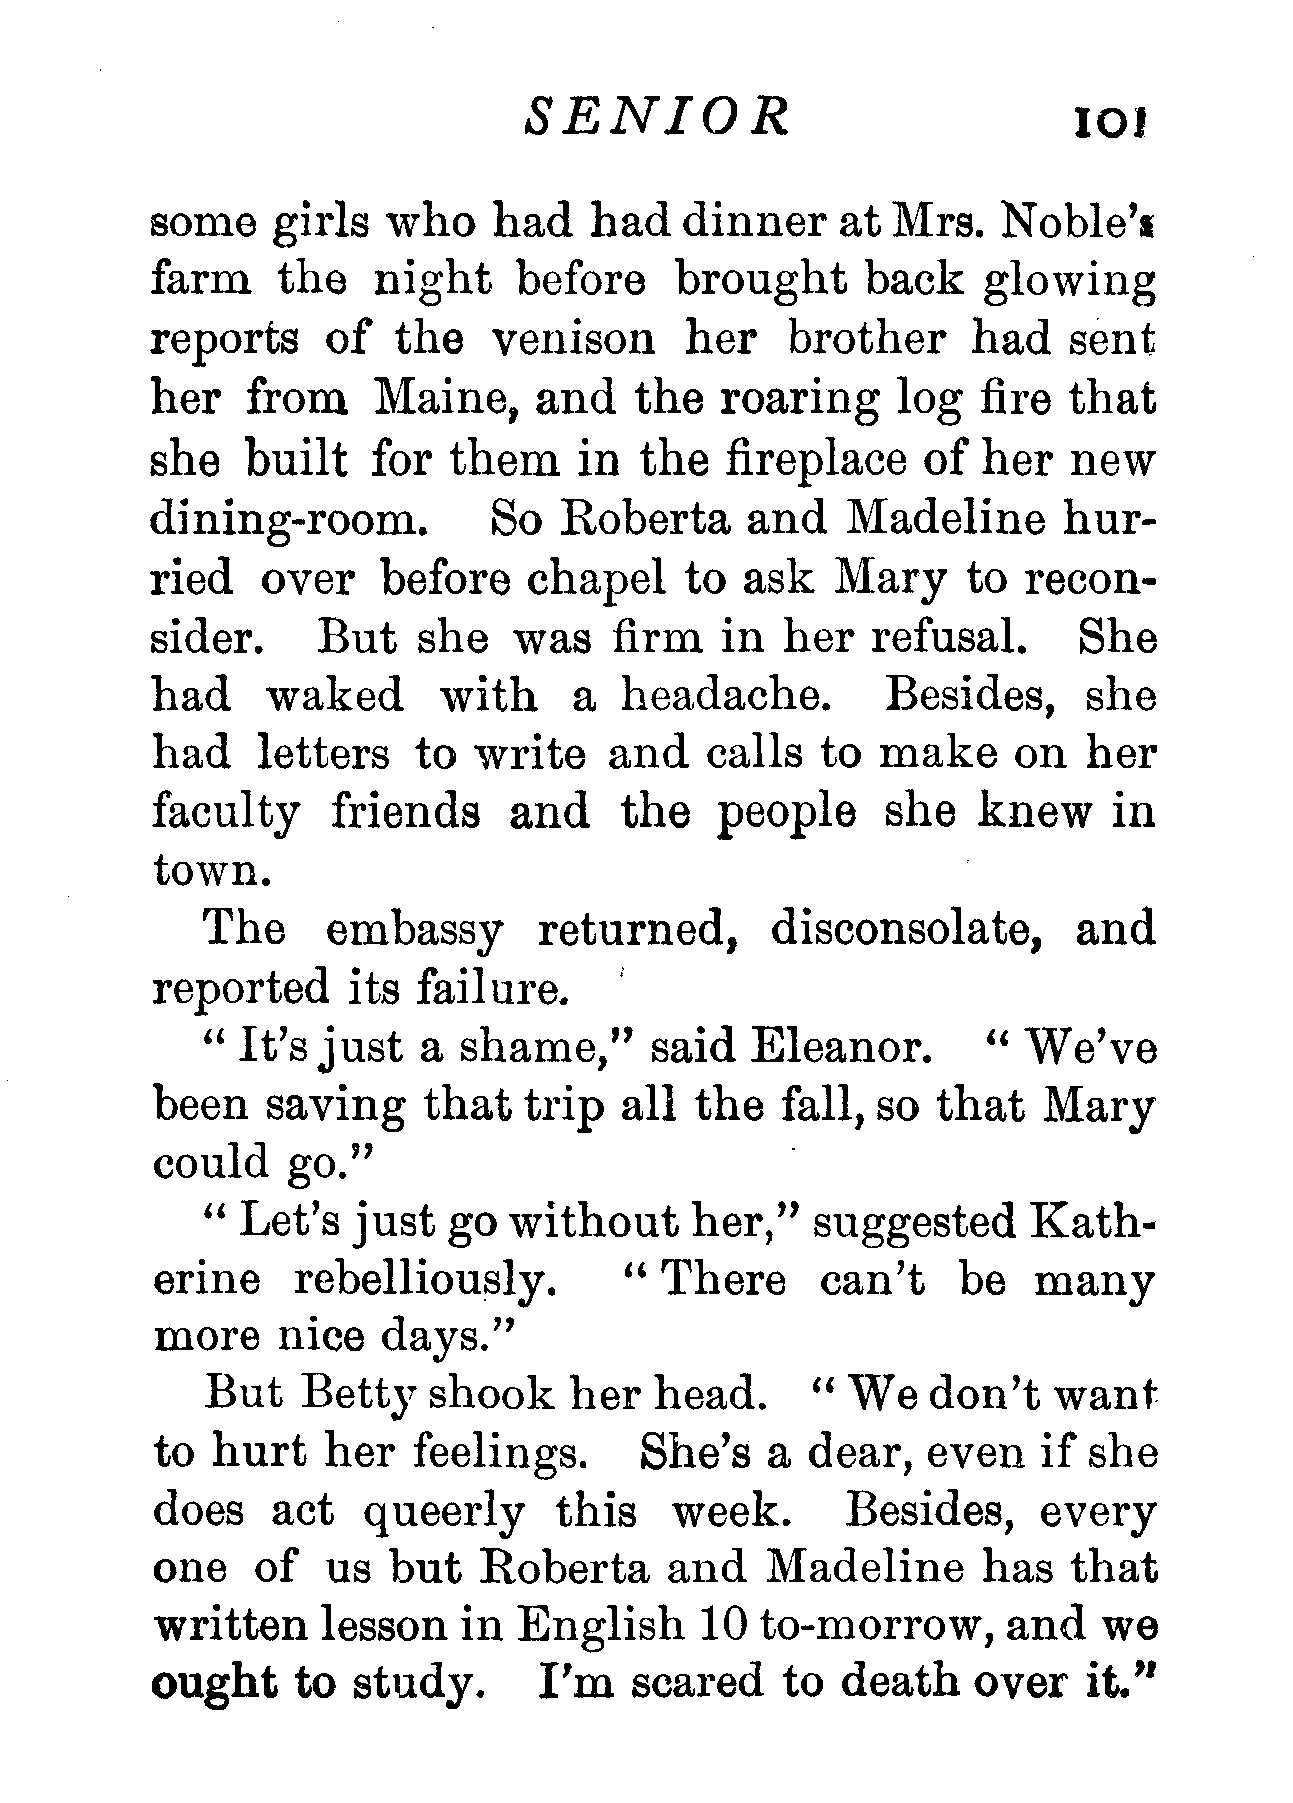 SENIOR 101
some girls who had had dinner at Mrs. Noble's
farm the night before brought back glowing
reports of the venison her brother had sent
her from Maine, and the roaring log fire that
she built for them in the fireplace of her new
dining-room. So Roberta and Madeline hur-
ried over before chapel to ask Mary to recon-
sider. But she was firm in her refusal. She
had waked with a headache. Besides, she
had letters to write and calls to make on her
faculty friends and the people she knew in
town.
The embassy returned, disconsolate, and
reported its failure.
" It's just a shame," said Eleanor. " We've
been saving that trip all the fall, so that Mary
could go."
" Let's just go without her," suggested Kath-
erine rebelliously. " There can't be many
more nice days."
But Betty shook her head. " We don't want
to hurt her feelings. She's a dear, even if she
does act queerly this week. Besides, every
one of us but Roberta and Madeline has that
written lesson in English 10 to-morrow, and we
ought to study. I'm scared to death over it."